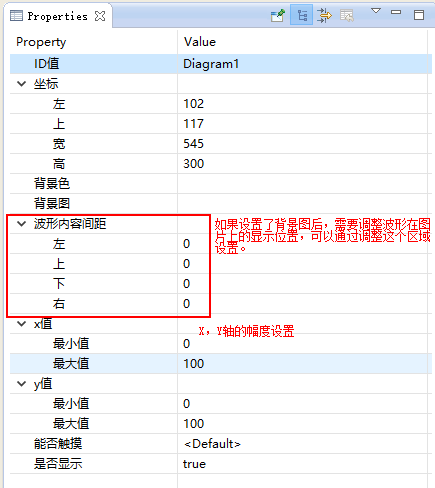 Properties
Property Value
ID值 Diagram1
坐标
左 102
上 117
宽 545
高 300
背景色
背景图
波形内容间距
左 0
上 0
下 0
右 0
如果设置了背景图后，需要调整波形在图
片上的显示位置，可以通过调整这个区域
设置。
x值
X，Y轴的幅度设置
最小值 0
最大值 100
y值
最小值 0
最大值 100
能否触摸 <Default>
是否显示 true